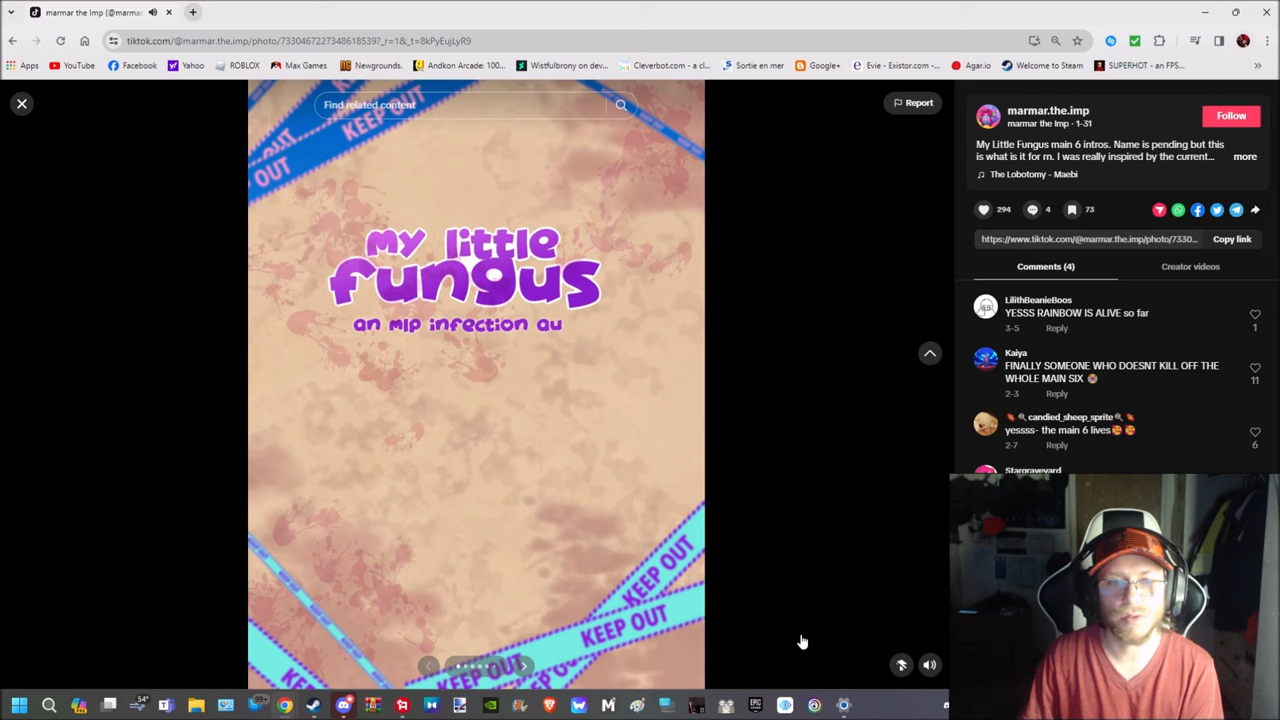 marmar the Imp (@marmar
tiktok.com/@marmar.the.imp/photo/7330467227348618539?_r=1&_t=8kPyEujLyR9
Apps YouTube Facebook Yahoo ROBLOX Max Games Newgrounds. Andkon Arcade: 100... Wistfulbrony on dev... Cleverbot.com - a cl... Sortie en mer Google+ Evie - Existor.com -... Agar.io Welcome to Steam SUPERHOT - an FPS...
Find related content
Report
KEEP OUT
OUT
my little
fungus
an mlp infection au
KEEP OUT
KEEP OUT
KEEP OUT
marmar.the.imp
marmar the Imp · 1-31
Follow
My Little Fungus main 6 intros. Name is pending but this
is what is it for rn. I was really inspired by the current... more
The Lobotomy - Maebi
294 4 73
https://www.tiktok.com/@marmar.the.imp/photo/7330... Copy link
Comments (4) Creator videos
LilithBeanieBoos
YESSS RAINBOW IS ALIVE so far
3-5 Reply 1
Kaiya
FINALLY SOMEONE WHO DOESNT KILL OFF THE
WHOLE MAIN SIX
2-3 Reply 11
candied_sheep_sprite
yessss- the main 6 lives
2-7 Reply 6
Stargraveyard
54°
99+